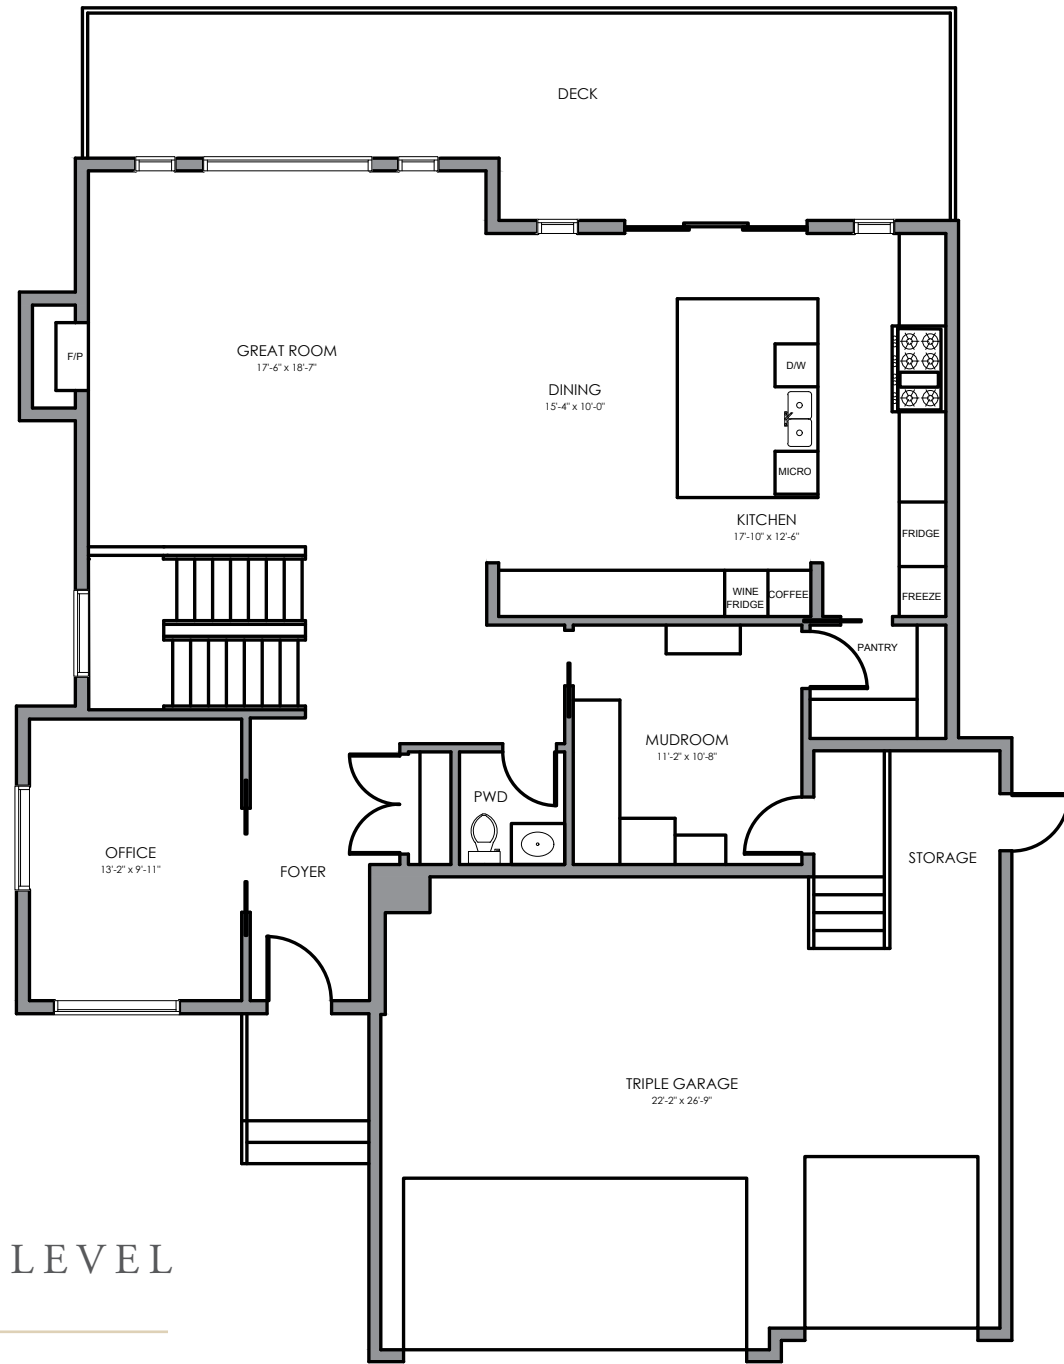 DECK
GREAT ROOM
17'-6" x 18'-7"
F/P
DINING
15'-4" x 10'-0"
D/W
MICRO
KITCHEN
17'-10" x 12'-6"
FRIDGE
FREEZE
WINE
FRIDGE
COFFEE
PANTRY
MUDROOM
11'-2" x 10'-8"
PWD
OFFICE
13'-2" x 9'-11"
FOYER
STORAGE
TRIPLE GARAGE
22'-2" x 26'-9"
LEVEL